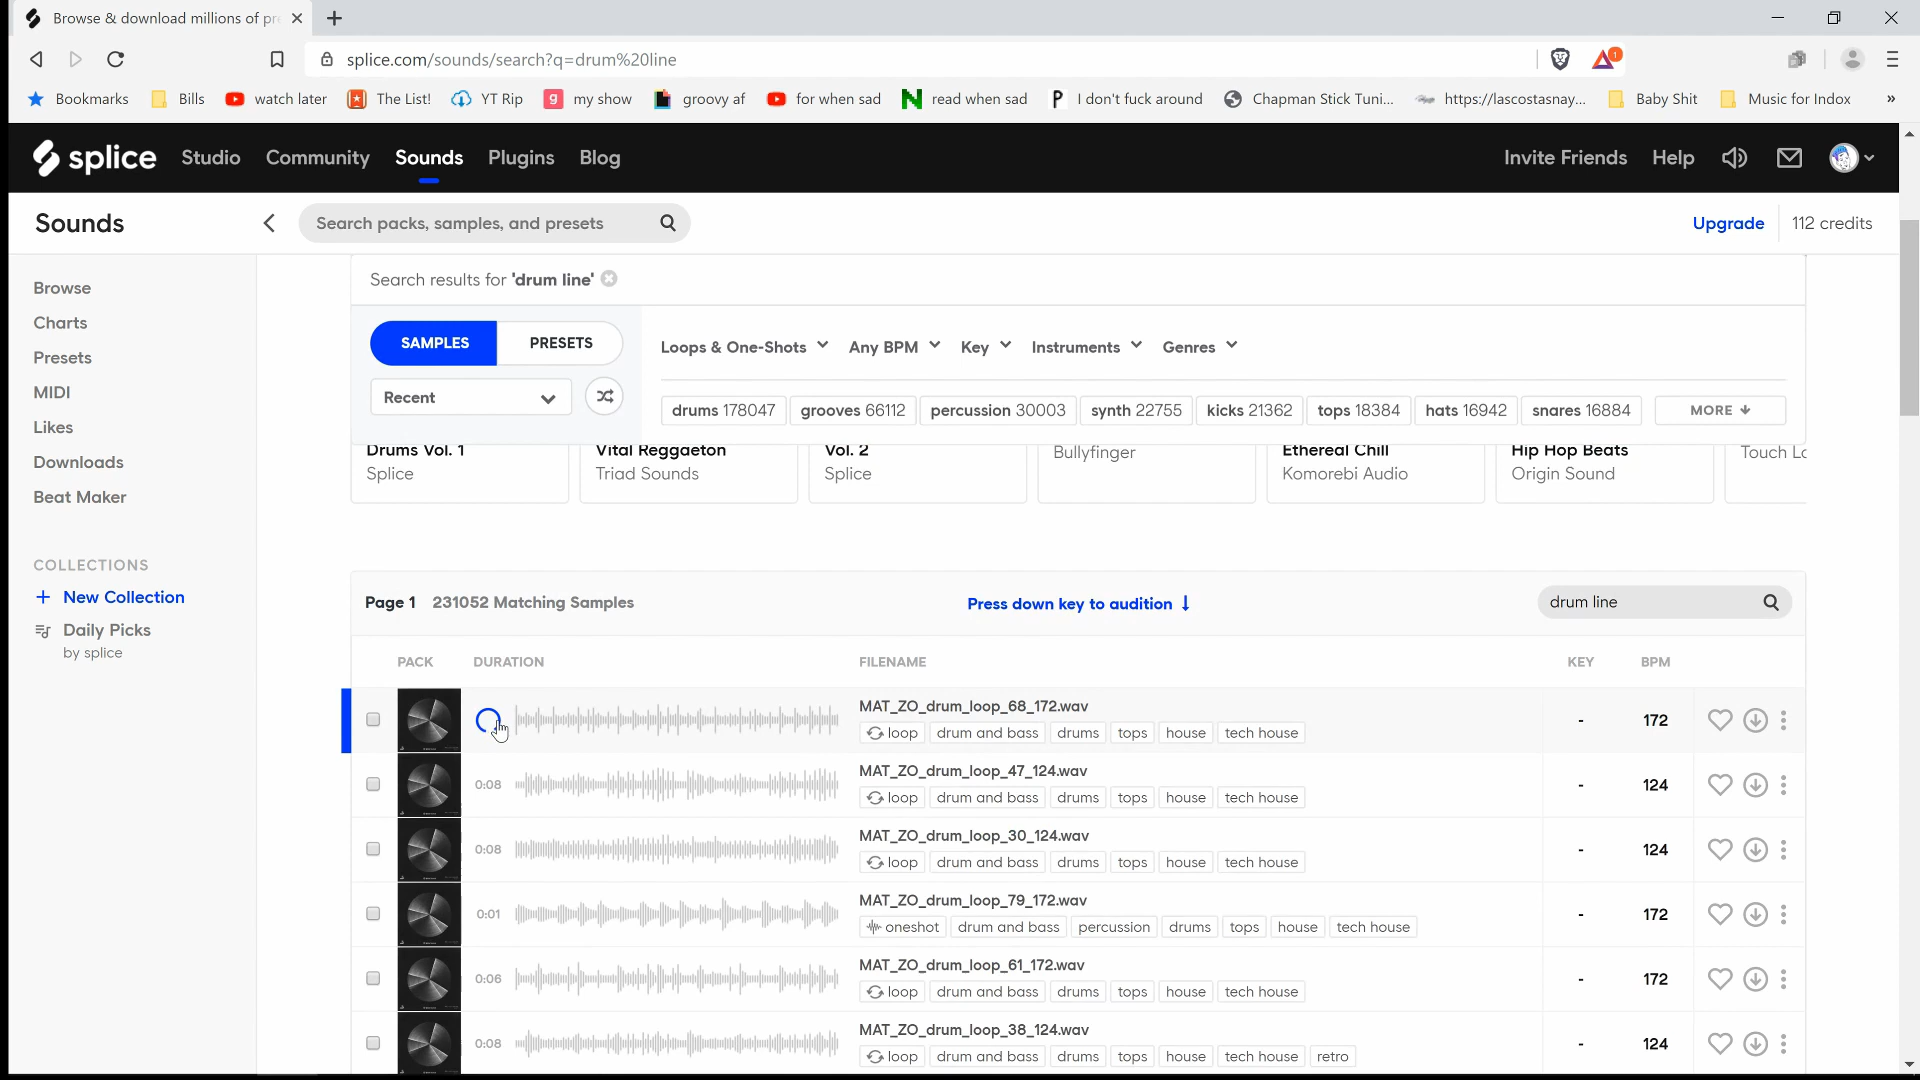 Browse & download millions of pr
splice.com/sounds/search?q=drum%20line
1
Bookmarks Bills watch later The List! YT Rip my show groovy af for when sad read when sad I don't fuck around Chapman Stick Tuni... https://lascostasnay... Baby Shit Music for Indox »
splice Studio Community Sounds Plugins Blog Invite Friends Help
Sounds Search packs, samples, and presets Upgrade 112 credits
Browse
Charts
Presets
MIDI
Likes
Downloads
Beat Maker
COLLECTIONS
+ New Collection
Daily Picks
by splice
Search results for 'drum line'
SAMPLES PRESETS Loops & One-Shots Any BPM Key Instruments Genres
Recent drums 178047 grooves 66112 percussion 30003 synth 22755 kicks 21362 tops 18384 hats 16942 snares 16884 MORE
Drums Vol. 1 Vital Reggaeton Vol. 2 Bullyfinger Ethereal Chill Hip Hop Beats Touch Lo
Splice Triad Sounds Splice Komorebi Audio Origin Sound
Page 1 231052 Matching Samples Press down key to audition drum line
PACK DURATION FILENAME KEY BPM
MAT_ZO_drum_loop_68_172.wav - 172
loop drum and bass drums tops house tech house
0:08 MAT_ZO_drum_loop_47_124.wav - 124
loop drum and bass drums tops house tech house
0:08 MAT_ZO_drum_loop_30_124.wav - 124
loop drum and bass drums tops house tech house
0:01 MAT_ZO_drum_loop_79_172.wav - 172
oneshot drum and bass percussion drums tops house tech house
0:06 MAT_ZO_drum_loop_61_172.wav - 172
loop drum and bass drums tops house tech house
0:08 MAT_ZO_drum_loop_38_124.wav - 124
loop drum and bass drums tops house tech house retro